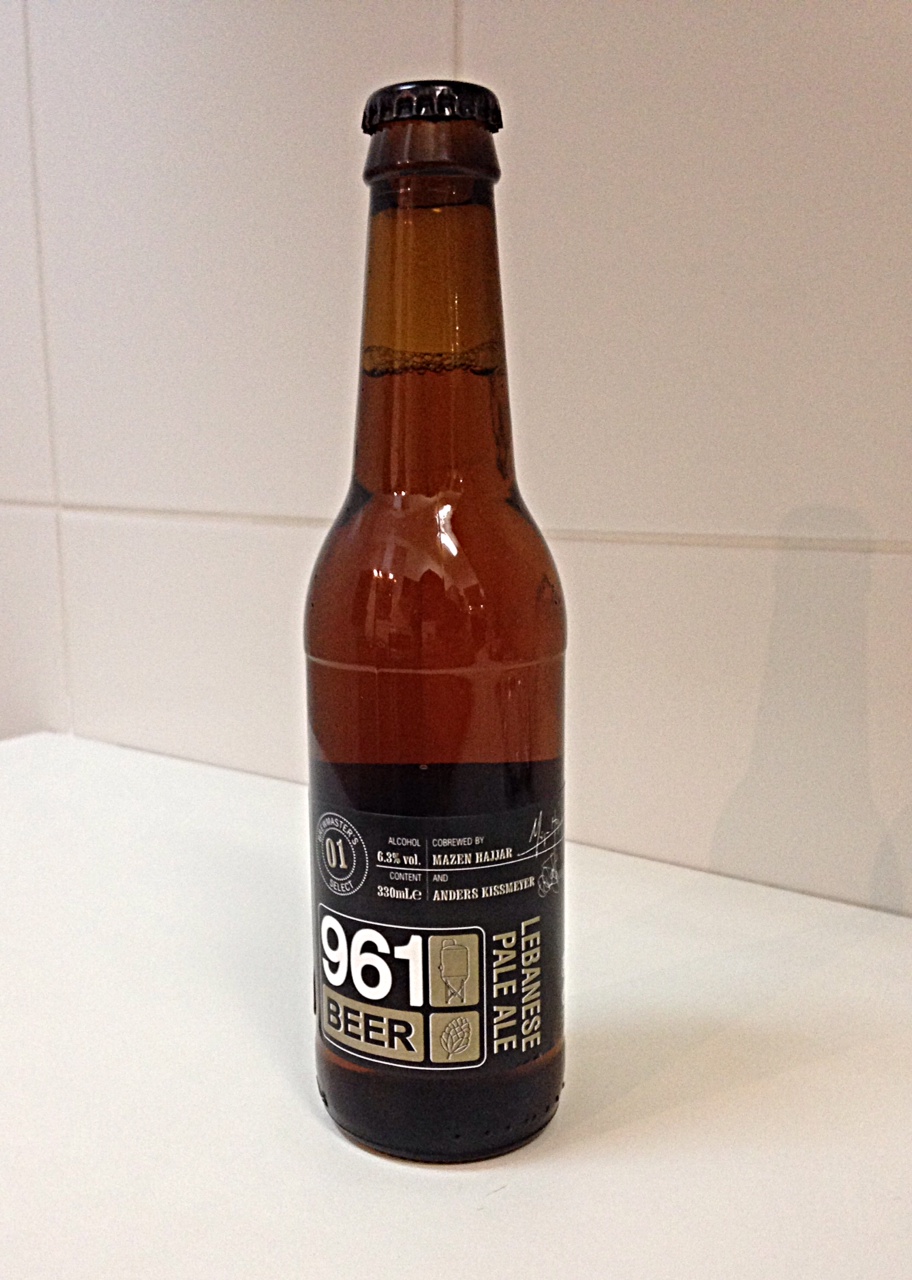 BREWMASTER'S
01
SELECT
ALCOHOL
6.3% vol.
CONTENT
330mL℮
COBREWED BY
MAZEN HAJJAR
AND
ANDERS KISSMEYER
961
BEER
LEBANESE
PALE ALE